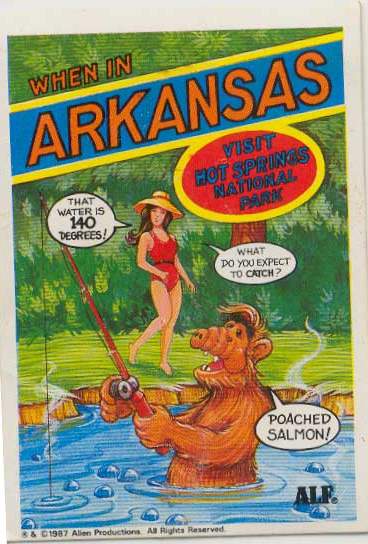 WHEN IN
ARKANSAS
VISIT
HOT SPRINGS
NATIONAL
PARK
THAT
WATER IS
140
DEGREES!
WHAT
DO YOU EXPECT
TO CATCH?
POACHED
SALMON!
ALF.
® & ©1987 Alien Productions. All Rights Reserved.